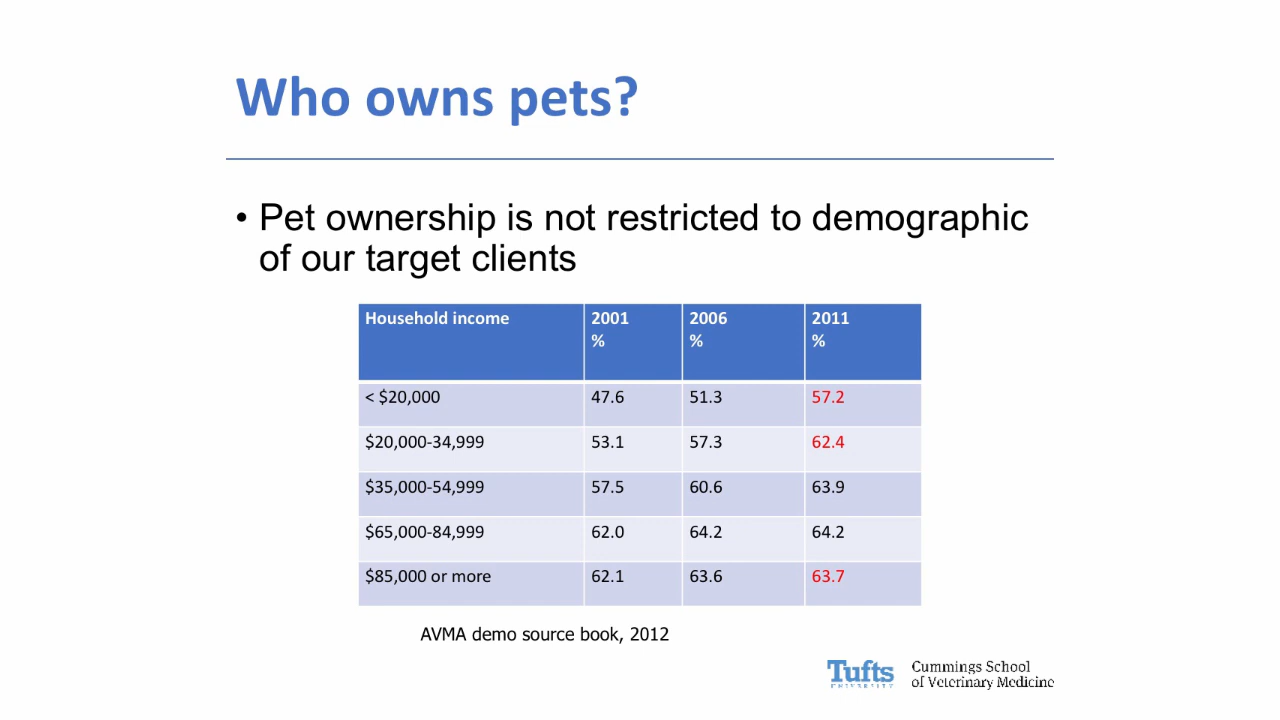 Who owns pets?
• Pet ownership is not restricted to demographic
of our target clients
Household income 2001 % 2006 % 2011 %
< $20,000 47.6 51.3 57.2
$20,000-34,999 53.1 57.3 62.4
$35,000-54,999 57.5 60.6 63.9
$65,000-84,999 62.0 64.2 64.2
$85,000 or more 62.1 63.6 63.7
AVMA demo source book, 2012
Tufts
UNIVERSITY
Cummings School
of Veterinary Medicine